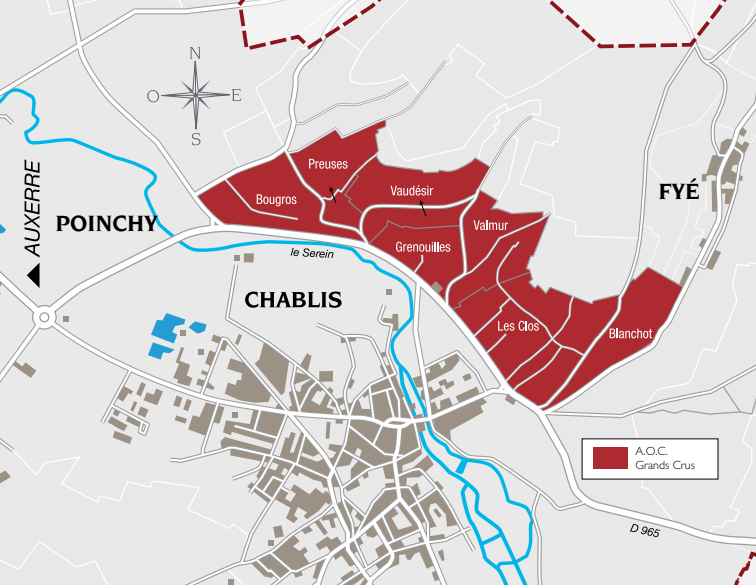 N
O
E
S
AUXERRE
POINCHY
Preuses
Bougros
Vaudésir
Grenouilles
Valmur
Les Clos
Blanchot
FYÉ
le Serein
CHABLIS
A.O.C.
Grands Crus
D 965